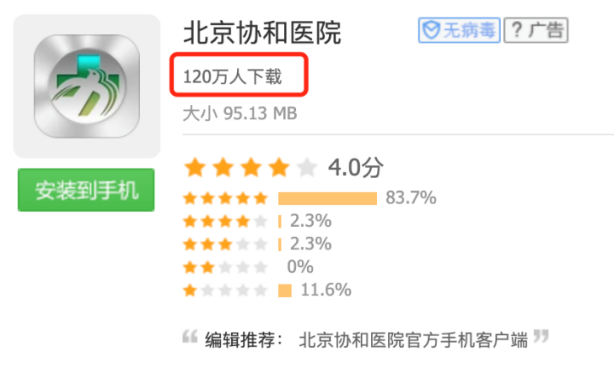 北京协和医院 无病毒 ? 广告
120万人下载
大小 95.13 MB
4.0分
安装到手机
83.7%
2.3%
2.3%
0%
11.6%
“ 编辑推荐： 北京协和医院官方手机客户端 ”